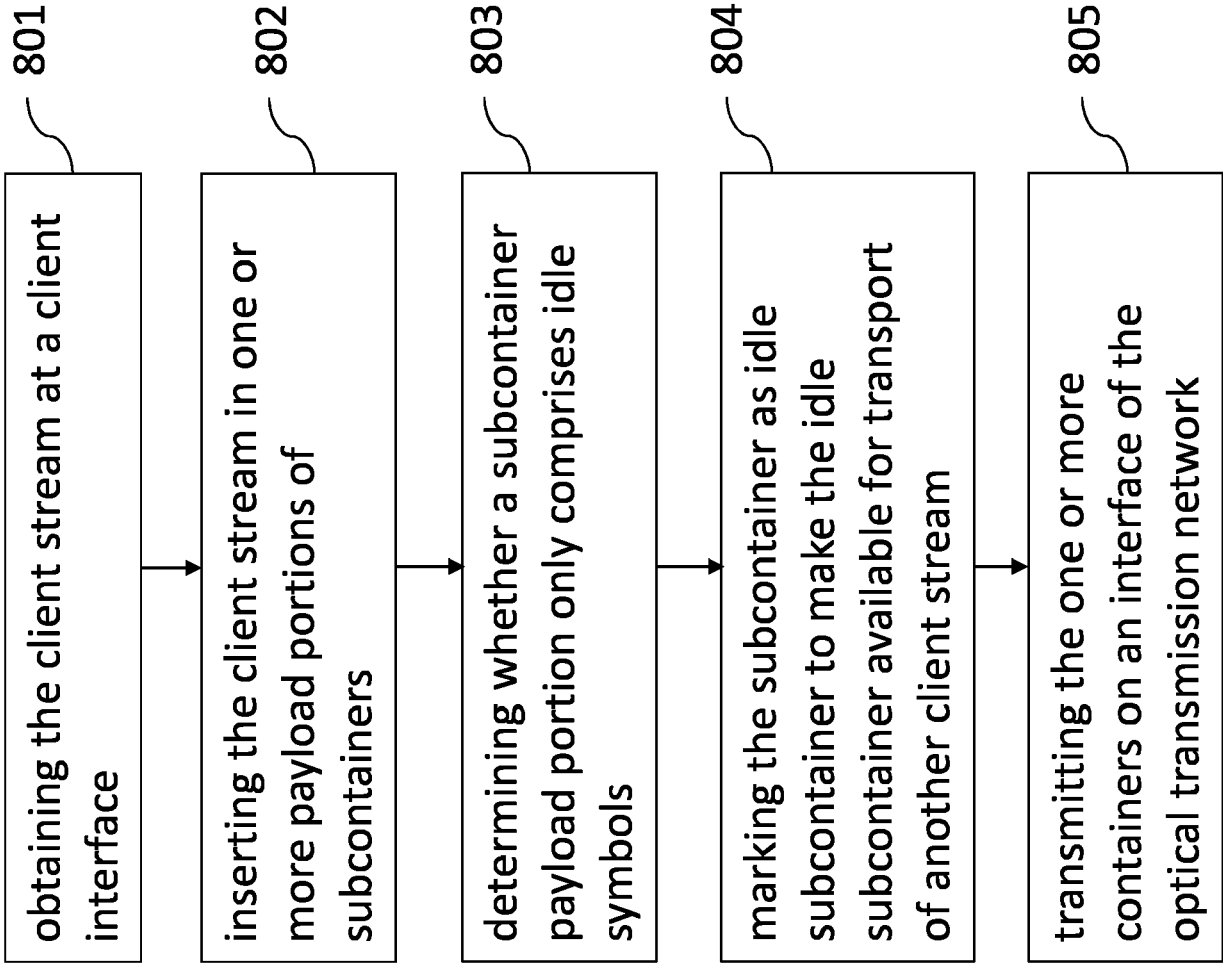 obtaining the client stream at a client
interface
801
inserting the client stream in one or
more payload portions of
subcontainers
802
determining whether a subcontainer
payload portion only comprises idle
symbols
803
marking the subcontainer as idle
subcontainer to make the idle
subcontainer available for transport
of another client stream
804
transmitting the one or more
containers on an interface of the
optical transmission network
805